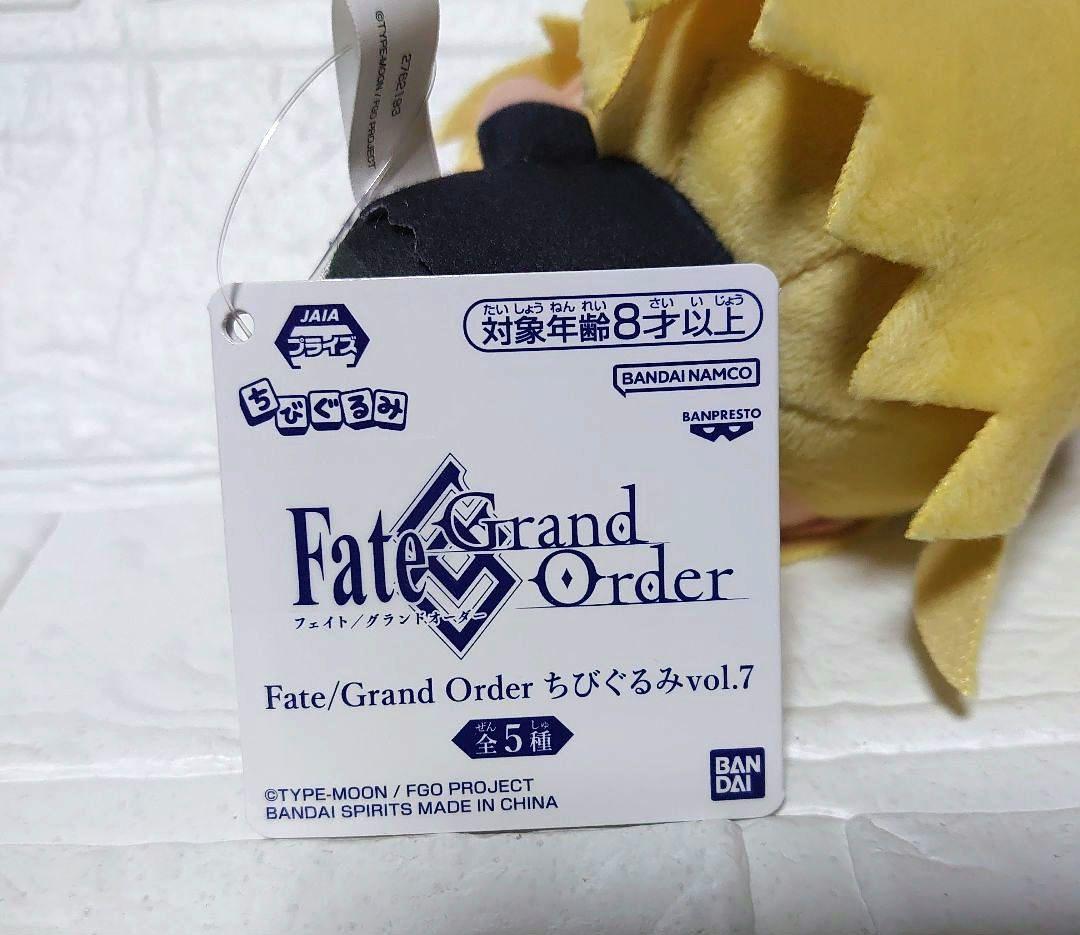 ©TYPE-MOON / FGO PROJECT
2762193
JAIA
プライズ
たいしょうねんれい さいいじょう
対象年齢8才以上
BANDAI NAMCO
ちびぐるみ
BANPRESTO
Fate Grand Order
フェイト/グランドオーダー
Fate/Grand Order ちびぐるみvol.7
ぜん しゅ
全5種
©TYPE-MOON / FGO PROJECT
BANDAI SPIRITS MADE IN CHINA
BAN
DAI